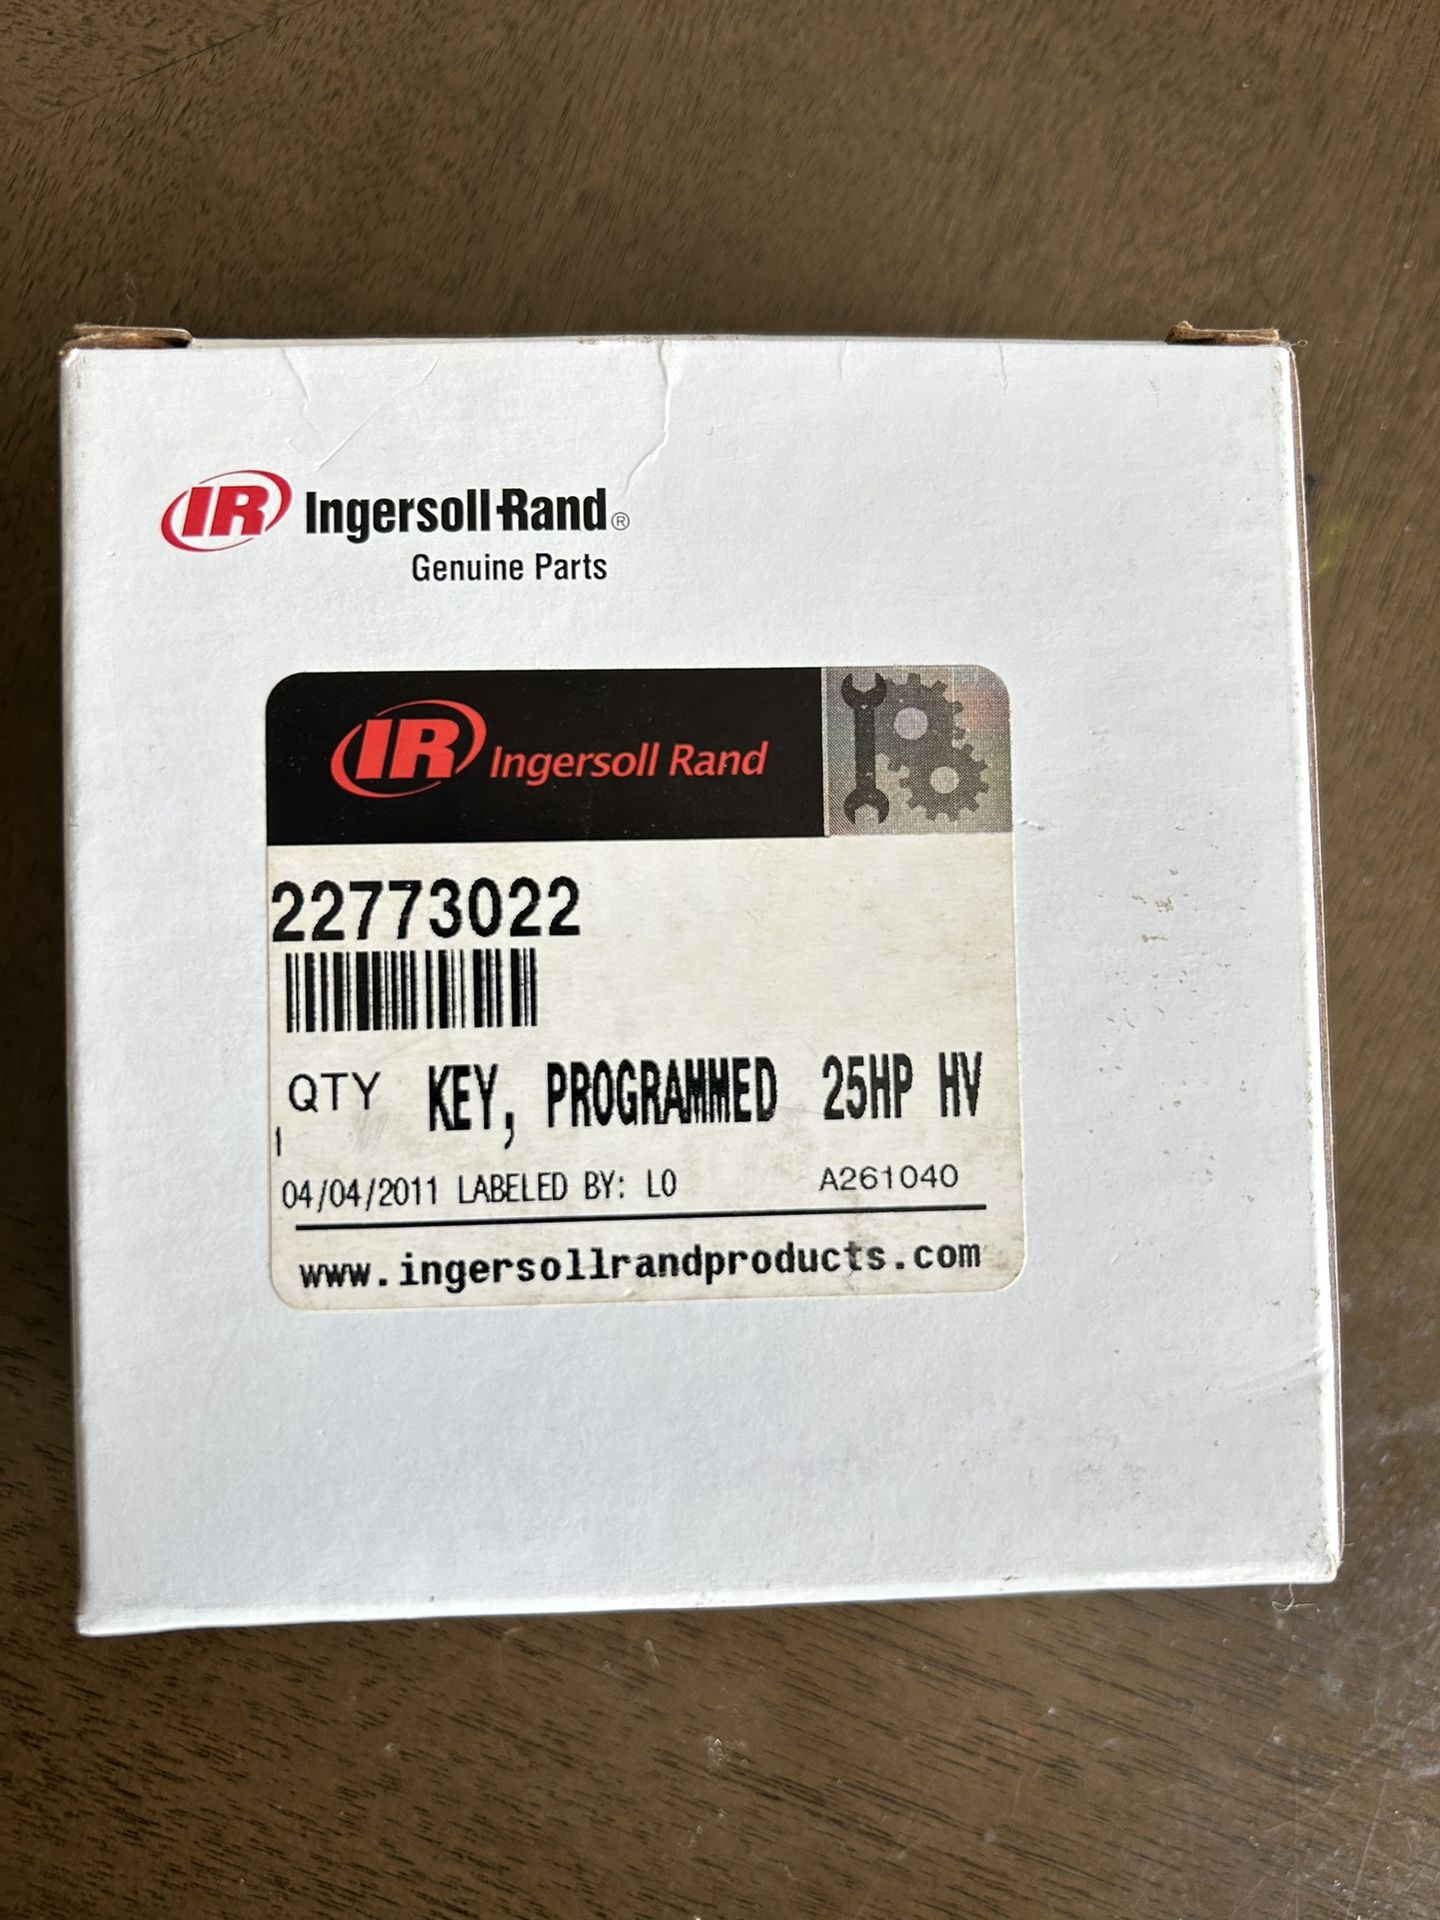 IR Ingersoll-Rand®
Genuine Parts
IR Ingersoll Rand
22773022
QTY KEY, PROGRAMMED 25HP HV
1
04/04/2011 LABELED BY: LO A261040
www.ingersollrandproducts.com